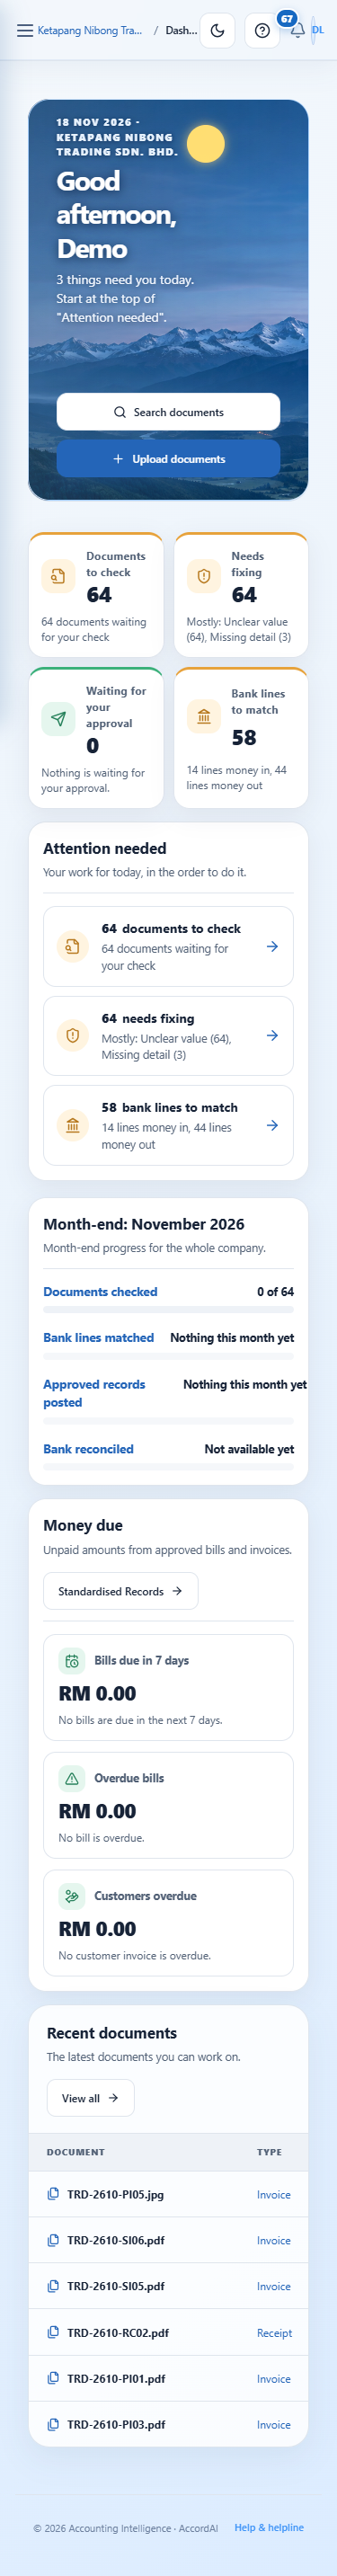 Ketapang Nibong Tra... / Dash...
67
DL
18 NOV 2026 -
KETAPANG NIBONG
TRADING SDN. BHD.
Good
afternoon,
Demo
3 things need you today.
Start at the top of
"Attention needed".
Search documents
Upload documents
Documents
to check
64
64 documents waiting
for your check
Needs
fixing
64
Mostly: Unclear value
(64), Missing detail (3)
Waiting for
your
approval
0
Nothing is waiting for
your approval.
Bank lines
to match
58
14 lines money in, 44
lines money out
Attention needed
Your work for today, in the order to do it.
64 documents to check
64 documents waiting for
your check
64 needs fixing
Mostly: Unclear value (64),
Missing detail (3)
58 bank lines to match
14 lines money in, 44 lines
money out
Month-end: November 2026
Month-end progress for the whole company.
Documents checked 0 of 64
Bank lines matched Nothing this month yet
Approved records
posted
Nothing this month yet
Bank reconciled Not available yet
Money due
Unpaid amounts from approved bills and invoices.
Standardised Records
Bills due in 7 days
RM 0.00
No bills are due in the next 7 days.
Overdue bills
RM 0.00
No bill is overdue.
Customers overdue
RM 0.00
No customer invoice is overdue.
Recent documents
The latest documents you can work on.
View all
DOCUMENT TYPE
TRD-2610-PI05.jpg Invoice
TRD-2610-SI06.pdf Invoice
TRD-2610-SI05.pdf Invoice
TRD-2610-RC02.pdf Receipt
TRD-2610-PI01.pdf Invoice
TRD-2610-PI03.pdf Invoice
© 2026 Accounting Intelligence · AccordAI Help & helpline